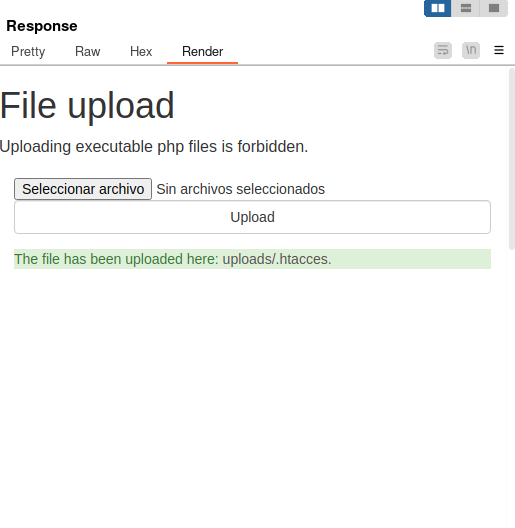 Response
Pretty Raw Hex Render \n
File upload
Uploading executable php files is forbidden.
Seleccionar archivo Sin archivos seleccionados
Upload
The file has been uploaded here: uploads/.htacces.